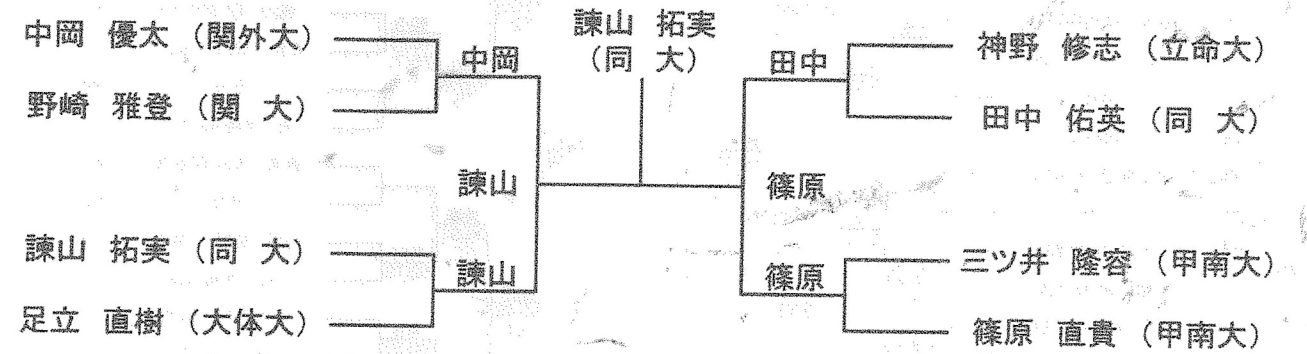 中岡 優太 (関外大)
野崎 雅登 (関 大)
諫山 拓実 (同 大)
足立 直樹 (大体大)
中岡
諫山
諫山
諫山 拓実
(同 大)
田中
篠原
篠原
神野 修志 (立命大)
田中 佑英 (同 大)
三ツ井 隆容 (甲南大)
篠原 直貴 (甲南大)